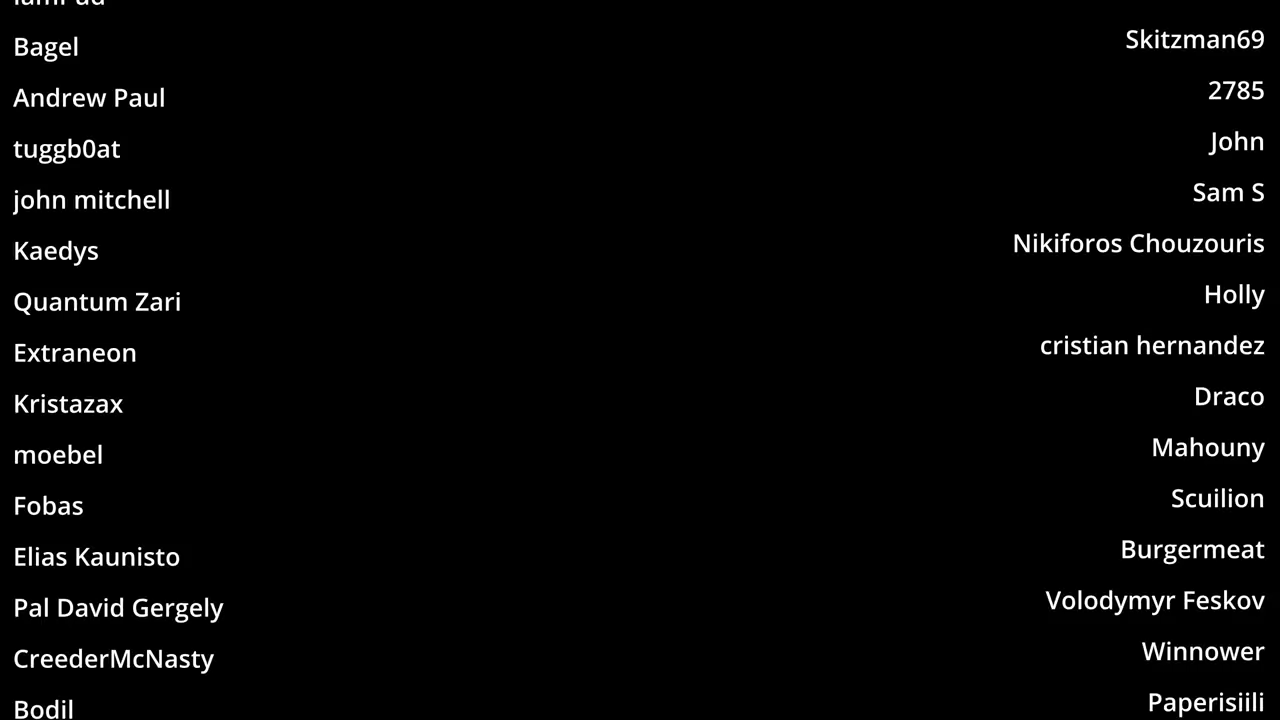 Bagel
Andrew Paul
tuggb0at
john mitchell
Kaedys
Quantum Zari
Extraneon
Kristazax
moebel
Fobas
Elias Kaunisto
Pal David Gergely
CreederMcNasty
Bodil
Skitzman69
2785
John
Sam S
Nikiforos Chouzouris
Holly
cristian hernandez
Draco
Mahouny
Scuilion
Burgermeat
Volodymyr Feskov
Winnower
Paperisiili